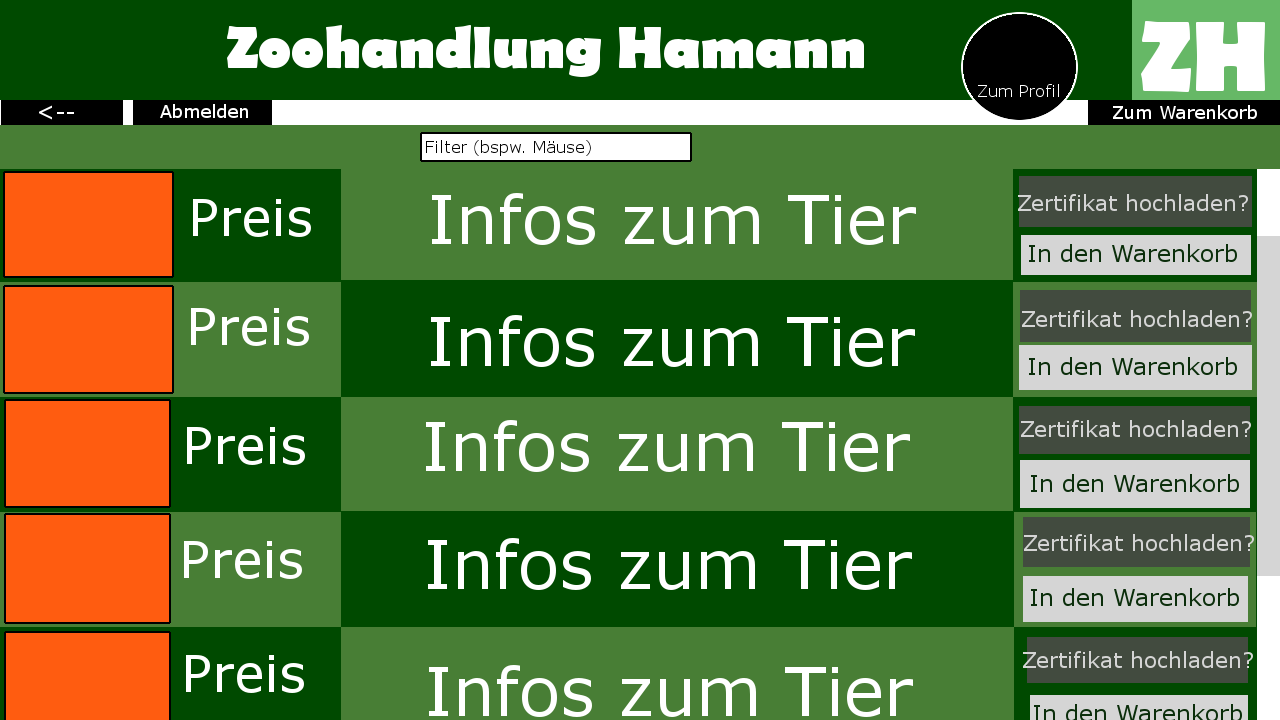 Zoohandlung Hamann
ZH
Zum Profil
<--
Abmelden
Zum Warenkorb
Filter (bspw. Mäuse)
Preis
Infos zum Tier
Zertifikat hochladen?
In den Warenkorb
Preis
Infos zum Tier
Zertifikat hochladen?
In den Warenkorb
Preis
Infos zum Tier
Zertifikat hochladen?
In den Warenkorb
Preis
Infos zum Tier
Zertifikat hochladen?
In den Warenkorb
Preis
Infos zum Tier
Zertifikat hochladen?
In den Warenkorb